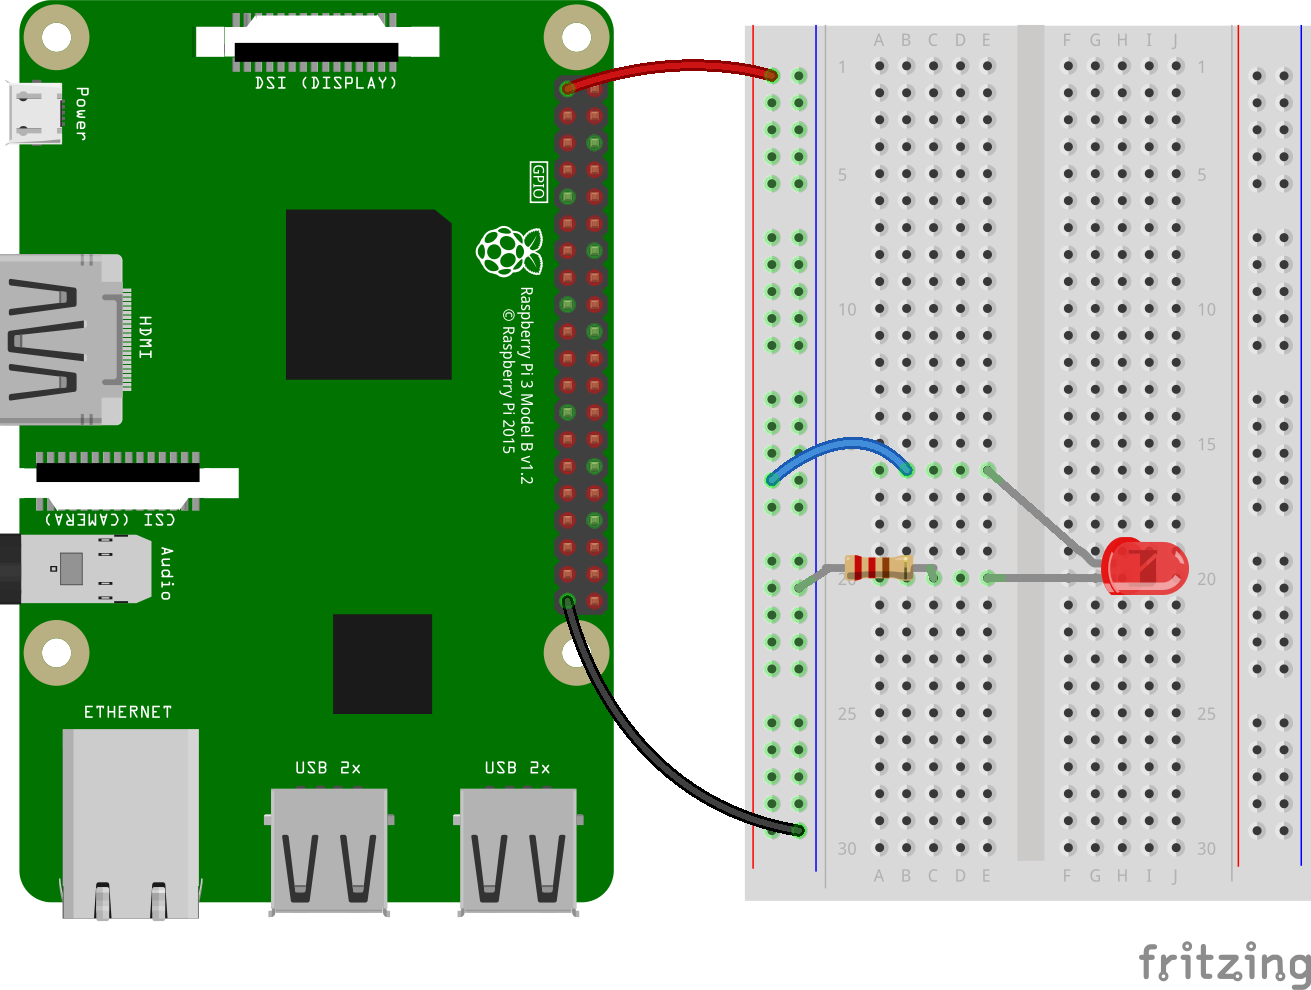 DSI (DISPLAY)
Power
GPIO
HDMI
Raspberry Pi 3 Model B v1.2
© Raspberry Pi 2015
CSI (CAMERA)
Audio
ETHERNET
USB 2x
USB 2x
A B C D E F G H I J
1 1
5 5
10 10
15 15
20 20
25 25
30 30
A B C D E F G H I J
fritzing